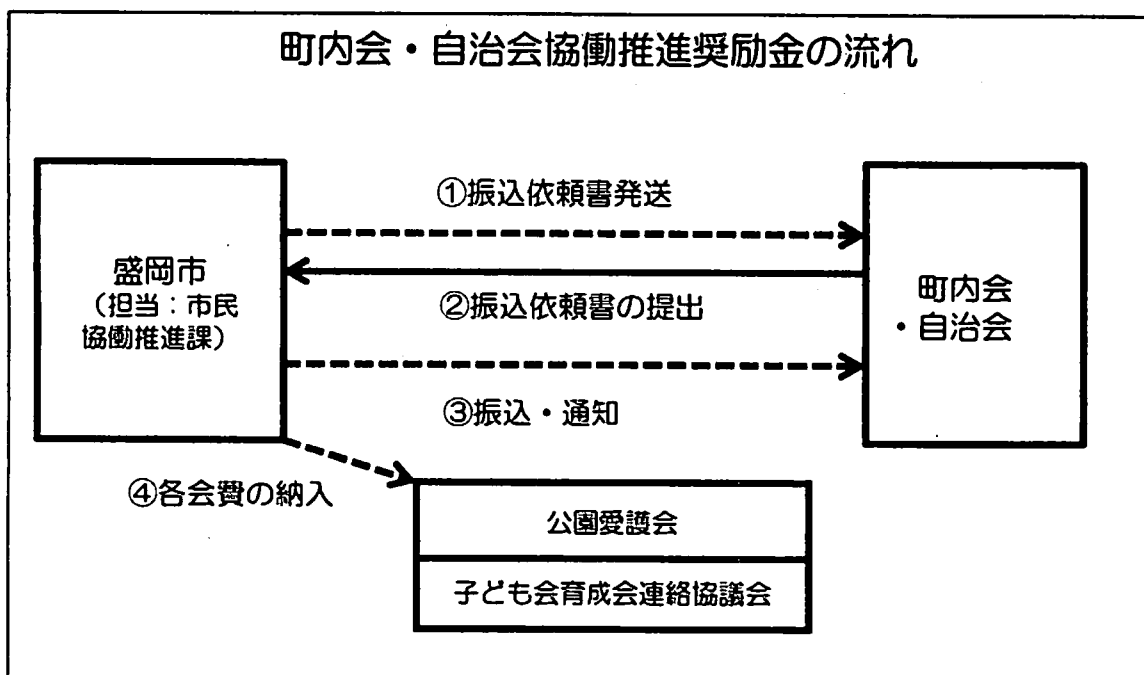 町内会・自治会協働推進奨励金の流れ
①振込依頼書発送
盛岡市
（担当：市民
協働推進課）
②振込依頼書の提出
町内会
・自治会
③振込・通知
④各会費の納入
公園愛護会
子ども会育成会連絡協議会